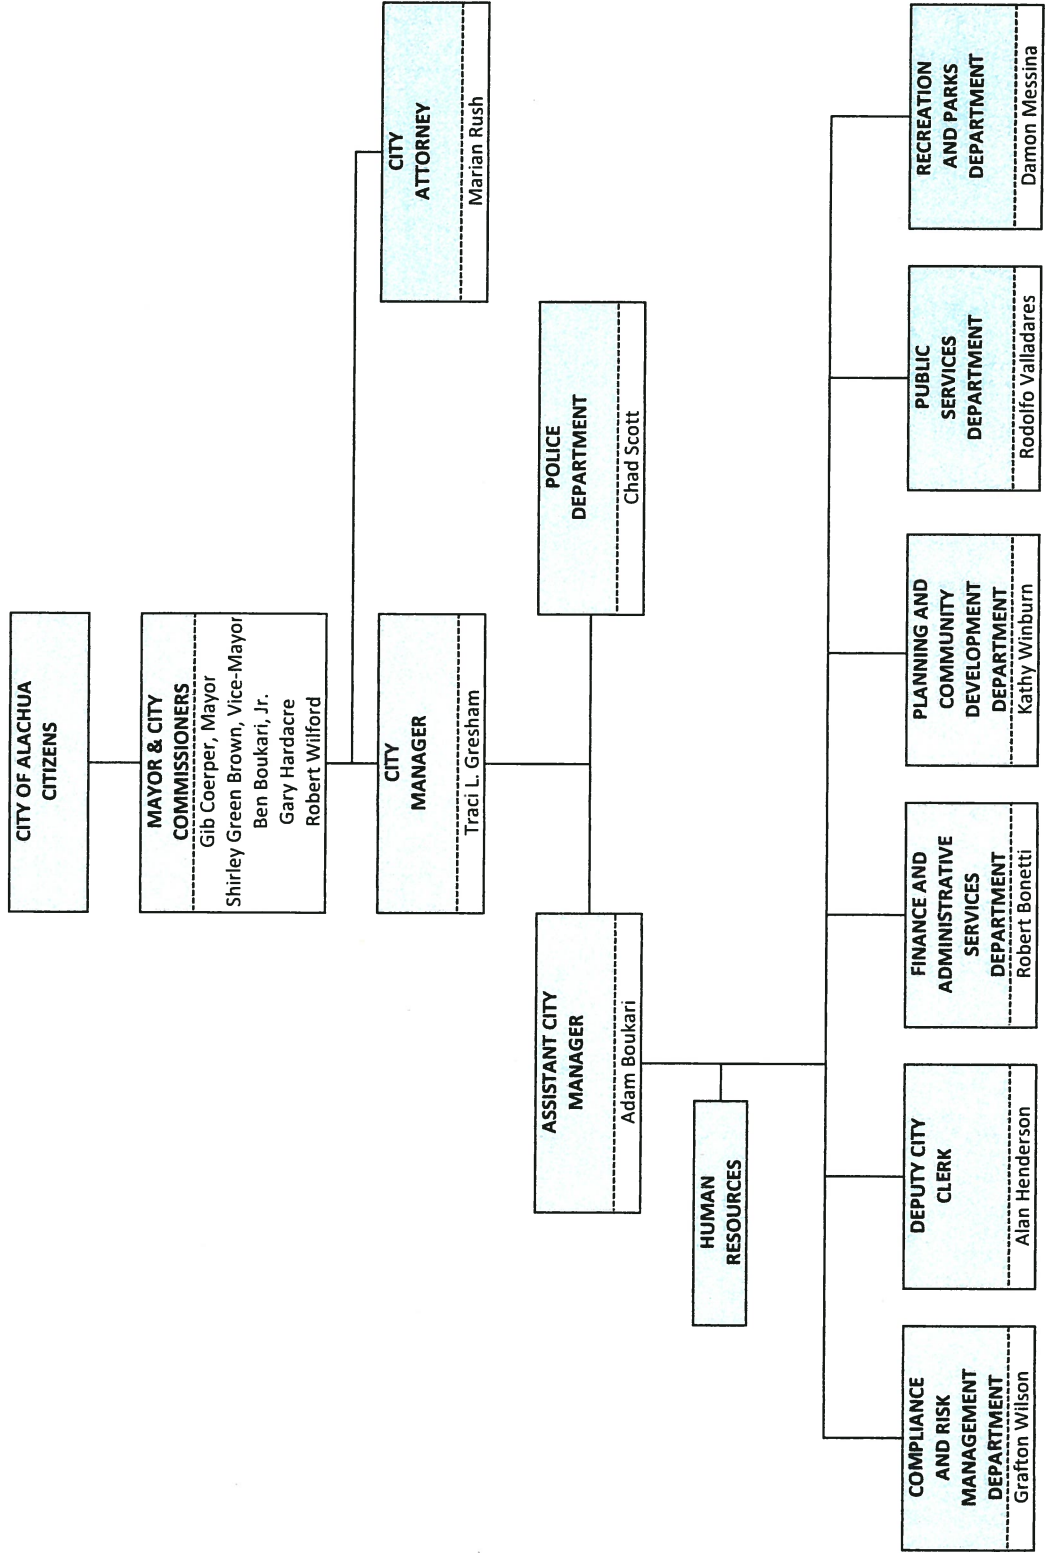 CITY OF ALACHUA
CITIZENS
MAYOR & CITY
COMMISSIONERS
Gib Coerper, Mayor
Shirley Green Brown, Vice-Mayor
Ben Boukari, Jr.
Gary Hardacre
Robert Wilford
CITY
ATTORNEY
Marian Rush
CITY
MANAGER
Traci L. Gresham
ASSISTANT CITY
MANAGER
Adam Boukari
POLICE
DEPARTMENT
Chad Scott
HUMAN
RESOURCES
COMPLIANCE
AND RISK
MANAGEMENT
DEPARTMENT
Grafton Wilson
DEPUTY CITY
CLERK
Alan Henderson
FINANCE AND
ADMINISTRATIVE
SERVICES
DEPARTMENT
Robert Bonetti
PLANNING AND
COMMUNITY
DEVELOPMENT
DEPARTMENT
Kathy Winburn
PUBLIC
SERVICES
DEPARTMENT
Rodolfo Valladares
RECREATION
AND PARKS
DEPARTMENT
Damon Messina